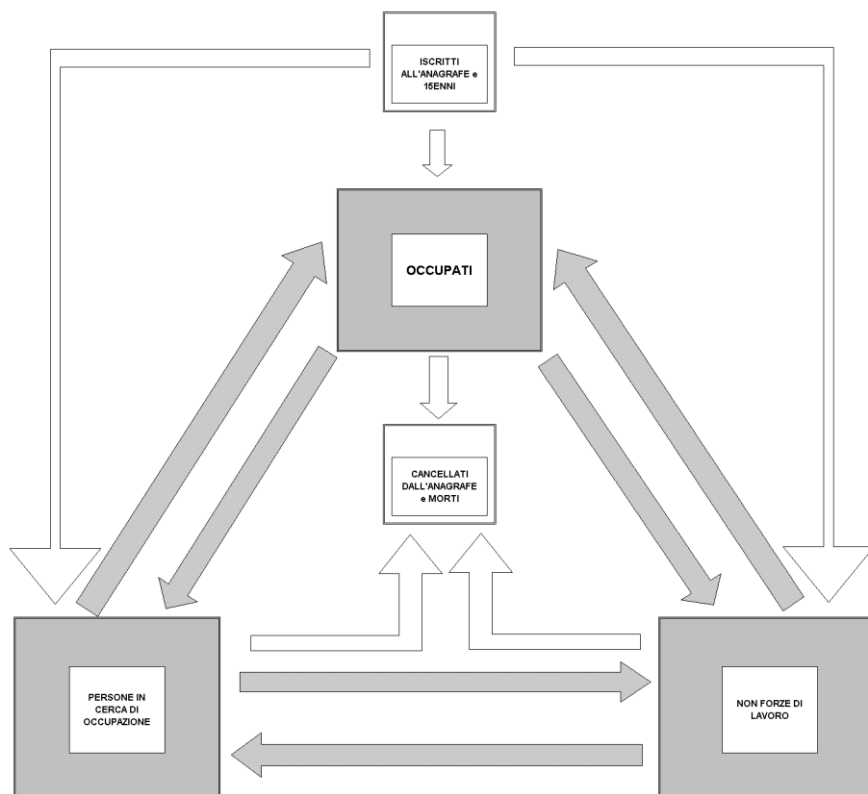 ISCRITTI
ALL'ANAGRAFE e
15ENNI
OCCUPATI
CANCELLATI
DALL'ANAGRAFE
e MORTI
PERSONE IN
CERCA DI
OCCUPAZIONE
NON FORZE DI
LAVORO